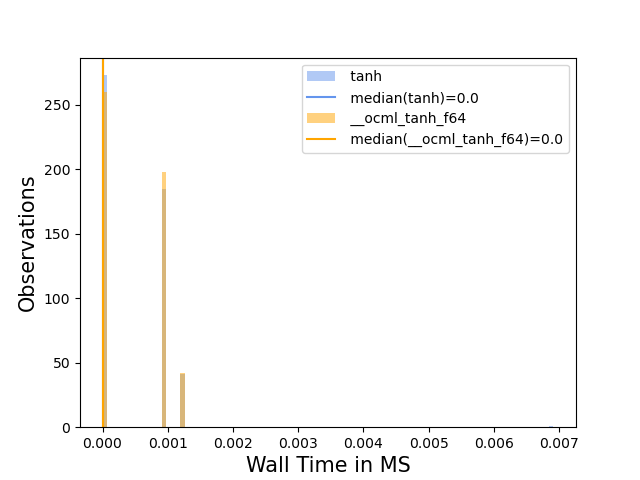 tanh
median(tanh)=0.0
__ocml_tanh_f64
median(__ocml_tanh_f64)=0.0
Observations
250
200
150
100
50
0
0.000 0.001 0.002 0.003 0.004 0.005 0.006 0.007
Wall Time in MS